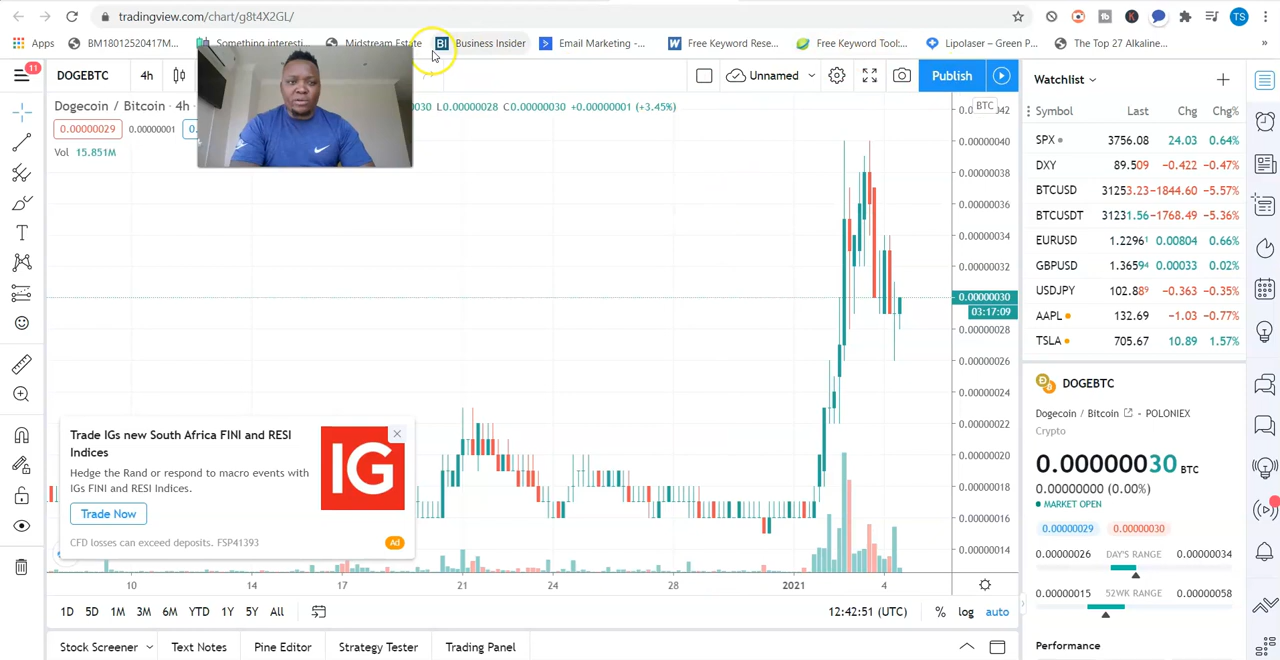 tradingview.com/chart/g8t4X2GL/
TS
Apps
BM18012520417M...
Something interesti...
Midstream Estate
BI Business Insider
Email Marketing -...
W Free Keyword Rese...
Free Keyword Tool:...
Lipolaser – Green P...
The Top 27 Alkaline...
»
11
DOGEBTC
4h
Unnamed
Publish
Watchlist
Dogecoin / Bitcoin · 4h
030 L0.00000028 C0.00000030 +0.00000001 (+3.45%)
0.00000029
0.00000001
0.
Vol 15.851M
BTC
0.00000040
0.00000038
0.00000036
0.00000034
0.00000032
0.00000030
03:17:09
0.00000028
0.00000026
0.00000024
0.00000022
0.00000020
0.00000018
0.00000016
0.00000014
Symbol Last Chg Chg%
SPX 3756.08 24.03 0.64%
DXY 89.509 −0.422 −0.47%
BTCUSD 31253.23 −1844.60 −5.57%
BTCUSDT 31231.56 −1768.49 −5.36%
EURUSD 1.22961 0.00804 0.66%
GBPUSD 1.36594 0.00033 0.02%
USDJPY 102.889 −0.363 −0.35%
AAPL 132.69 −1.03 −0.77%
TSLA 705.67 10.89 1.57%
DOGEBTC
Dogecoin / Bitcoin · POLONIEX
Crypto
0.00000030 BTC
0.00000000 (0.00%)
MARKET OPEN
0.00000029
0.00000030
0.00000026 DAY'S RANGE 0.00000034
0.00000015 52WK RANGE 0.00000058
Performance
Trade IGs new South Africa FINI and RESI
Indices
Hedge the Rand or respond to macro events with
IGs FINI and RESI Indices.
Trade Now
CFD losses can exceed deposits. FSP41393
IG
Ad
10 14 17 21 24 28 2021 4
1D 5D 1M 3M 6M YTD 1Y 5Y All
12:42:51 (UTC)
% log auto
Stock Screener
Text Notes
Pine Editor
Strategy Tester
Trading Panel